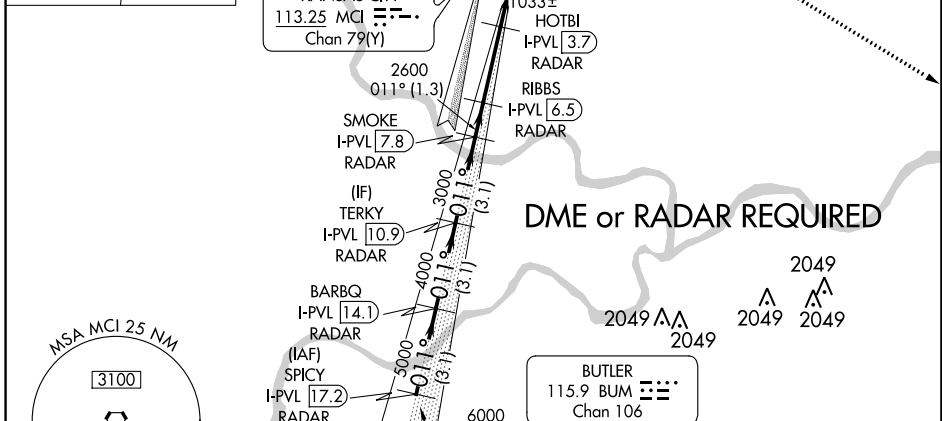 113.25 MCI
Chan 79(Y)
1033±
HOTBI
I-PVL 3.7
RADAR
2600
011° (1.3)
RIBBS
I-PVL 6.5
RADAR
SMOKE
I-PVL 7.8
RADAR
3000
011°
(3.1)
(IF)
TERKY
I-PVL 10.9
RADAR
DME or RADAR REQUIRED
4000
011°
(3.1)
BARBQ
I-PVL 14.1
RADAR
2049
2049
2049
2049
2049
MSA MCI 25 NM
3100
5000
011°
(3.1)
(IAF)
SPICY
I-PVL 17.2
RADAR
6000
BUTLER
115.9 BUM
Chan 106